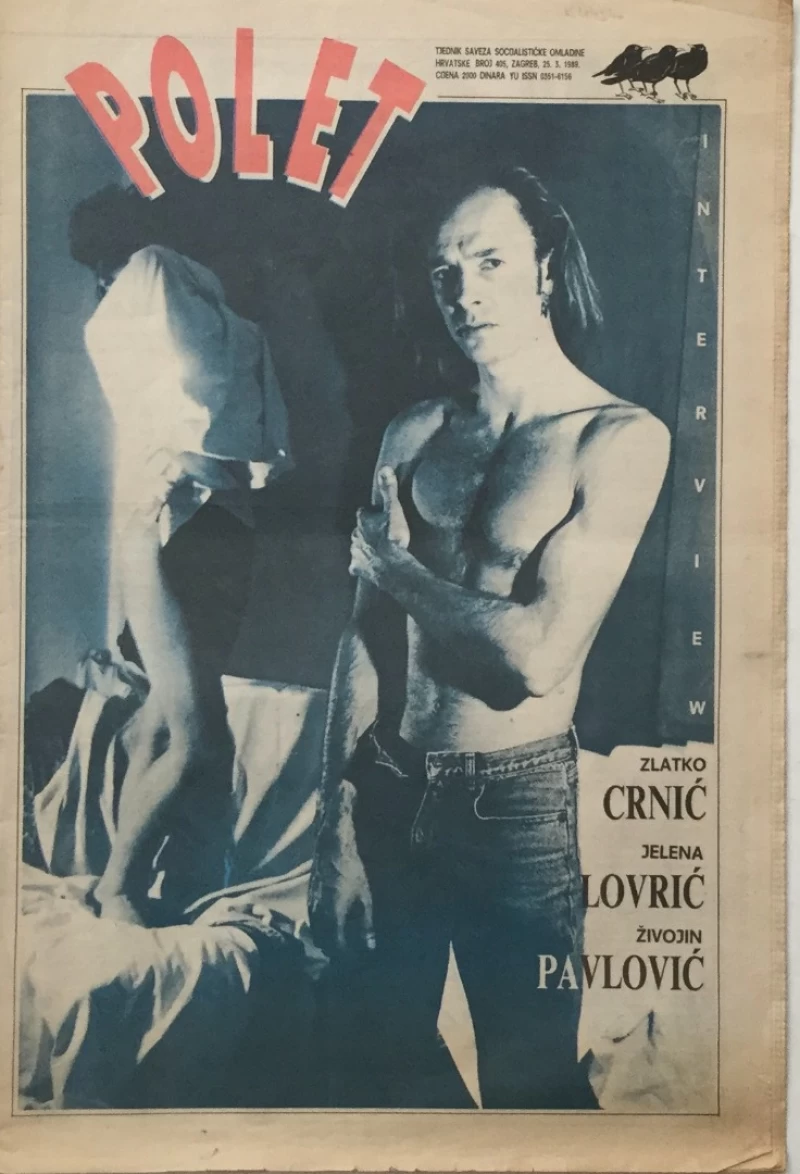 POLET
TJEDNIK SAVEZA SOCIJALISTIČKE OMLADINE
HRVATSKE BROJ 405, ZAGREB, 25. 3. 1989.
CIJENA 2000 DINARA YU ISSN 0351-6156
INTERVIEW
ZLATKO
CRNIĆ
JELENA
LOVRIĆ
ŽIVOJIN
PAVLOVIĆ